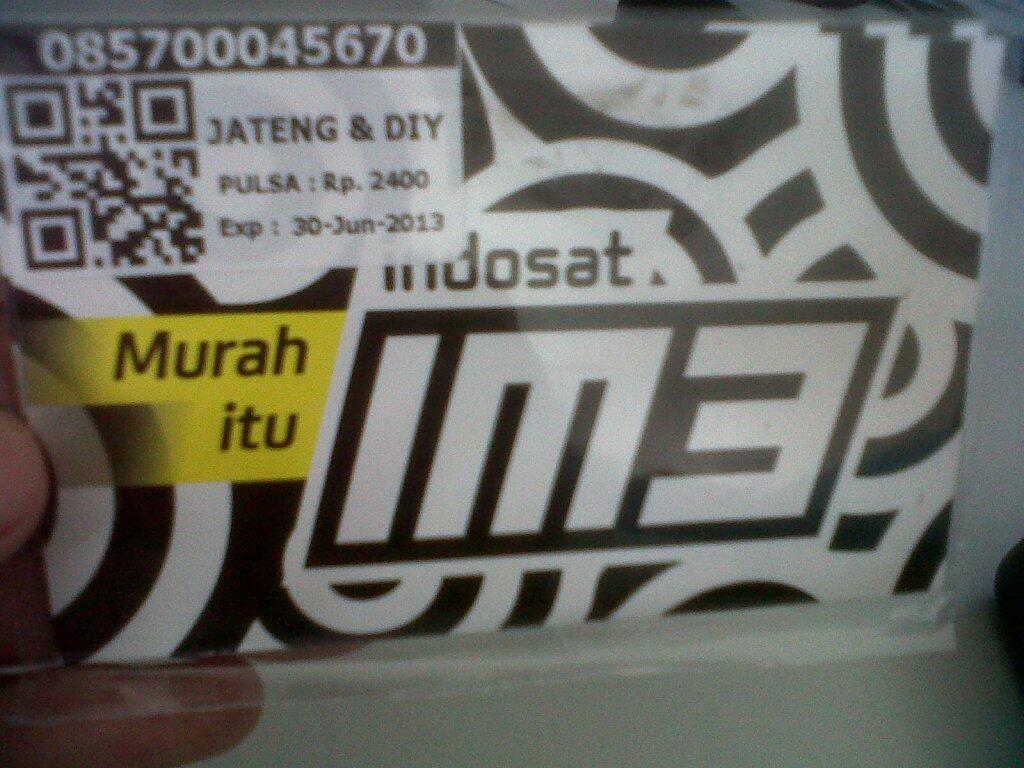 085700045670
JATENG & DIY
PULSA : Rp. 2400
Exp : 30-Jun-2013
indosat
Murah
itu
IM3